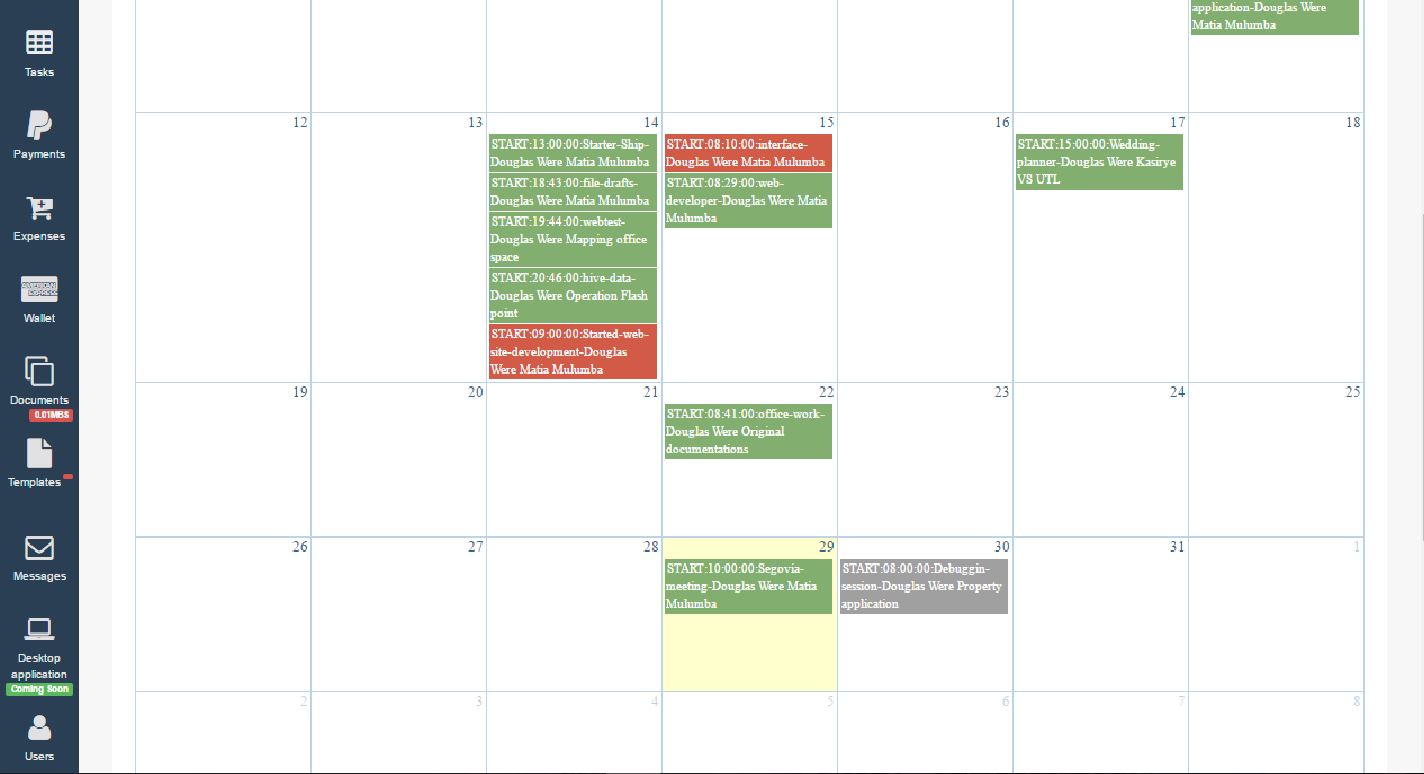 Tasks
Payments
Expenses
AMERICAN
EXPRESS
Wallet
Documents
0.01MBS
Templates
Messages
Desktop
application
Coming Soon
Users
application-Douglas Were
Matia Mulumba
12
13
14
START:13:00:00:Starter-Ship-
Douglas Were Matia Mulumba
START:18:43:00:file-drafts-
Douglas Were Matia Mulumba
START:19:44:00:webtest-
Douglas Were Mapping office
space
START:20:46:00:hive-data-
Douglas Were Operation Flash
point
START:09:00:00:Started-web-
site-development-Douglas
Were Matia Mulumba
15
START:08:10:00:interface-
Douglas Were Matia Mulumba
START:08:29:00:web-
developer-Douglas Were Matia
Mulumba
16
17
START:15:00:00:Wedding-
planner-Douglas Were Kasirye
VS UTL
18
19
20
21
22
START:08:41:00:office-work-
Douglas Were Original
documentations
23
24
25
26
27
28
29
START:10:00:00:Segovia-
meeting-Douglas Were Matia
Mulumba
30
START:08:00:00:Debuggin-
session-Douglas Were Property
application
31
1
2
3
4
5
6
7
8